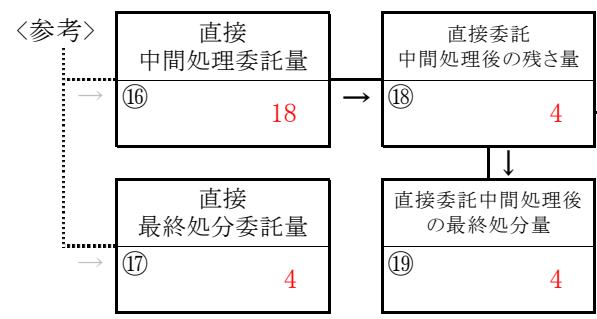 <参考>
直接
中間処理委託量
→
⑯
18
→
直接委託
中間処理後の残さ量
⑱
4
↓
直接
最終処分委託量
→
⑰
4
直接委託中間処理後
の最終処分量
⑲
4